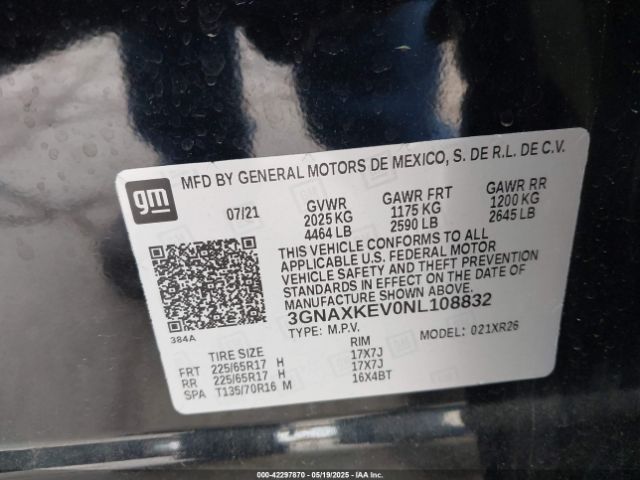 MFD BY GENERAL MOTORS DE MEXICO, S. DE R.L. DE C.V.
gm
07/21 GVWR GAWR FRT GAWR RR
2025 KG 1175 KG 1200 KG
4464 LB 2590 LB 2645 LB
THIS VEHICLE CONFORMS TO ALL
APPLICABLE U.S. FEDERAL MOTOR
VEHICLE SAFETY AND THEFT PREVENTION
STANDARDS IN EFFECT ON THE DATE OF
MANUFACTURE SHOWN ABOVE.
3GNAXKEV0NL108832
384A
TYPE: M.P.V. MODEL: 021XR26
TIRE SIZE RIM
FRT 225/65R17 H 17X7J
RR 225/65R17 H 17X7J
SPA T135/70R16 M 16X4BT
000-42297870 - 05/19/2025 - IAAI.COM